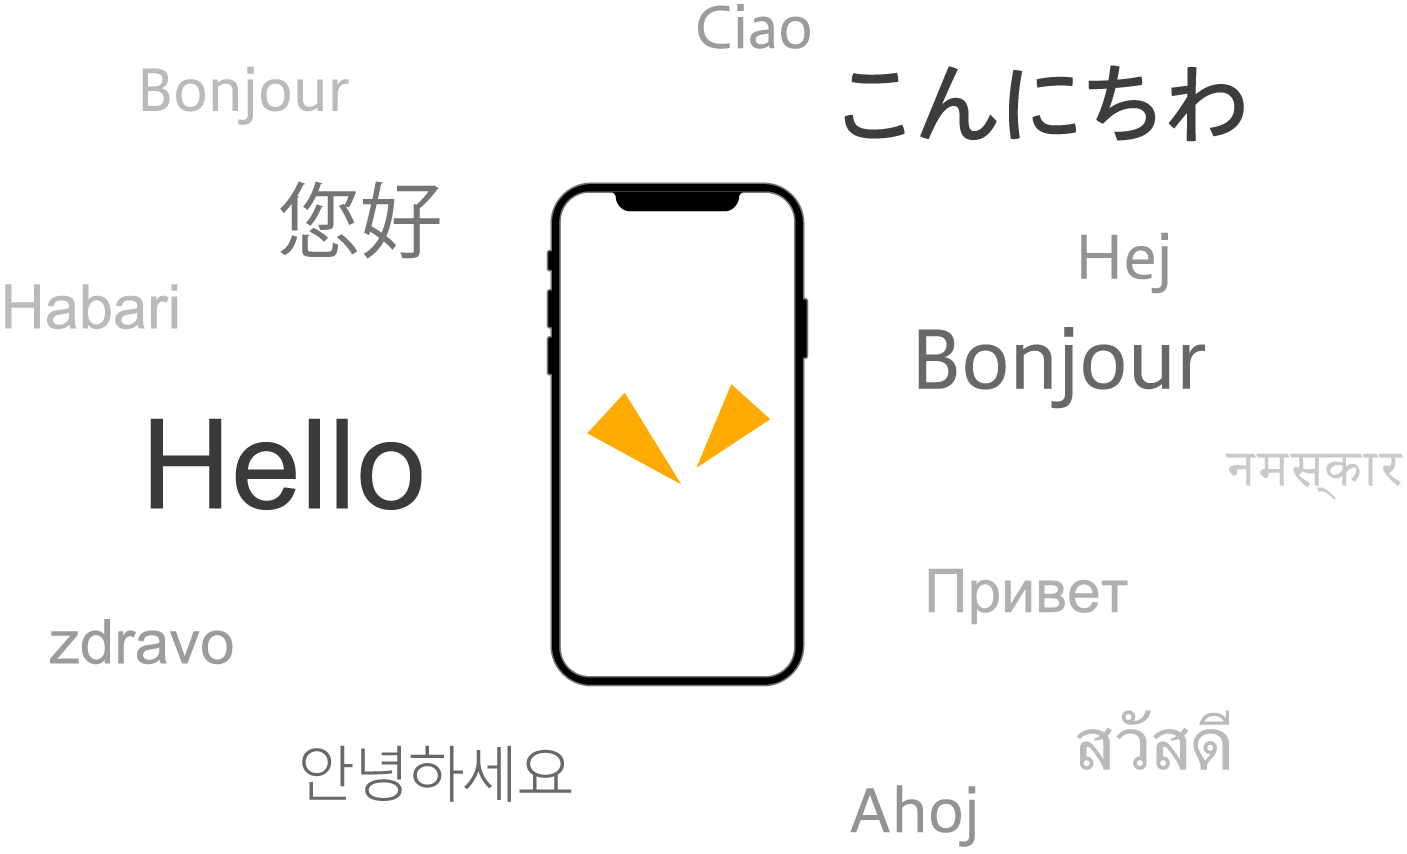 Ciao
Bonjour
こんにちわ
您好
Hej
Habari
Bonjour
Hello
नमस्कार
Привет
zdravo
สวัสดี
안녕하세요
Ahoj